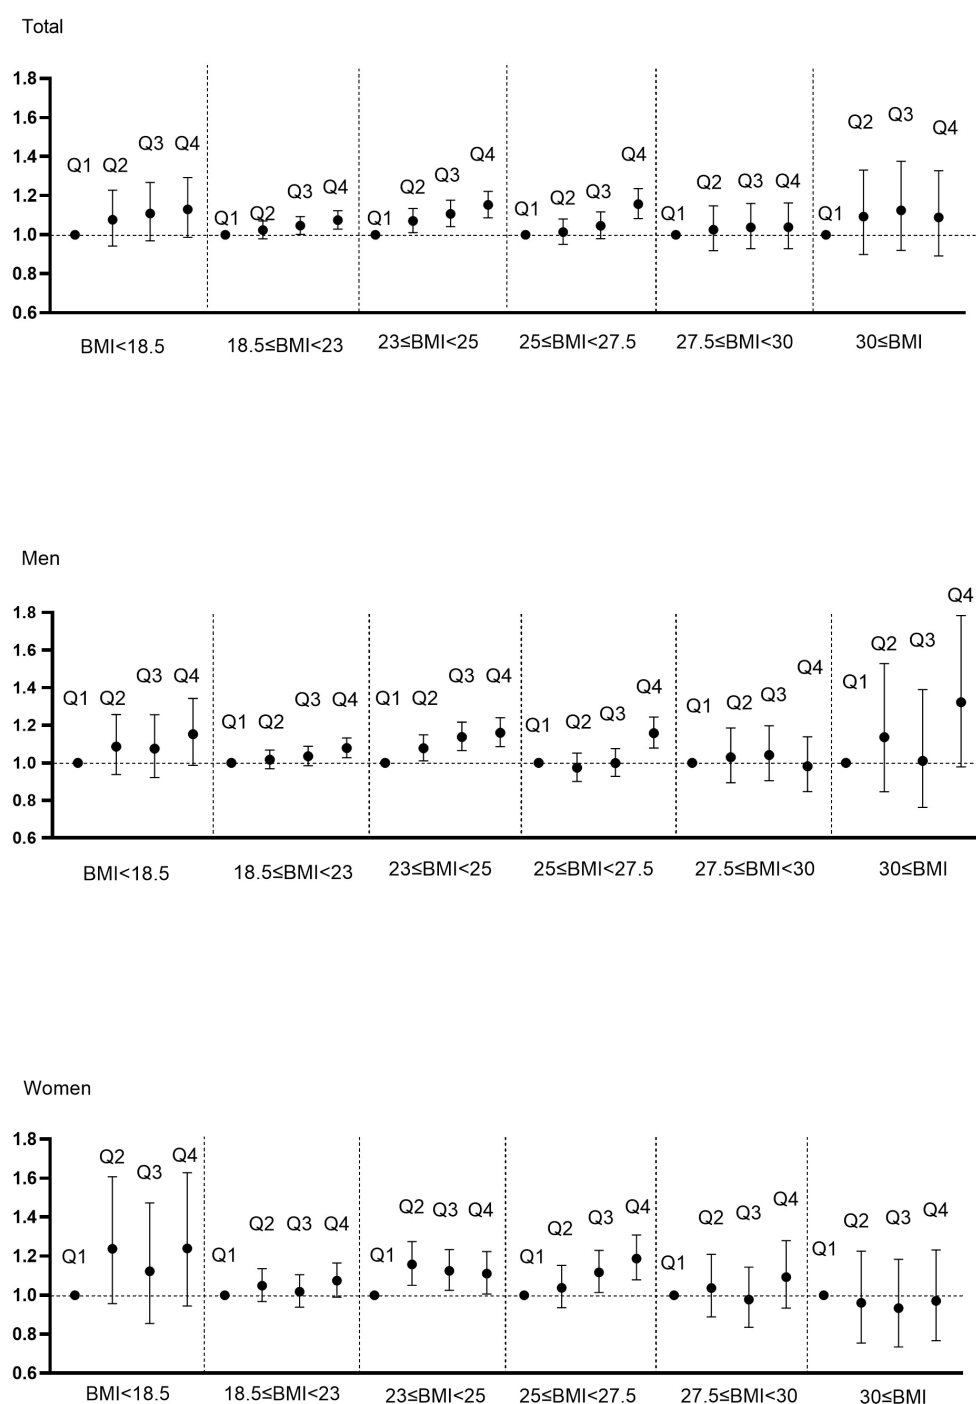 Total
1.8
1.6
1.4
1.2
1.0
0.8
0.6
Q1 Q2 Q3 Q4
Q1 Q2 Q3 Q4
Q1 Q2 Q3 Q4
Q1 Q2 Q3 Q4
Q1 Q2 Q3 Q4
Q1 Q2 Q3 Q4
BMI<18.5 18.5≤BMI<23 23≤BMI<25 25≤BMI<27.5 27.5≤BMI<30 30≤BMI
Men
1.8
1.6
1.4
1.2
1.0
0.8
0.6
Q1 Q2 Q3 Q4
Q1 Q2 Q3 Q4
Q1 Q2 Q3 Q4
Q1 Q2 Q3 Q4
Q1 Q2 Q3 Q4
Q1 Q2 Q3 Q4
BMI<18.5 18.5≤BMI<23 23≤BMI<25 25≤BMI<27.5 27.5≤BMI<30 30≤BMI
Women
1.8
1.6
1.4
1.2
1.0
0.8
0.6
Q1 Q2 Q3 Q4
Q1 Q2 Q3 Q4
Q1 Q2 Q3 Q4
Q1 Q2 Q3 Q4
Q1 Q2 Q3 Q4
Q1 Q2 Q3 Q4
BMI<18.5 18.5≤BMI<23 23≤BMI<25 25≤BMI<27.5 27.5≤BMI<30 30≤BMI